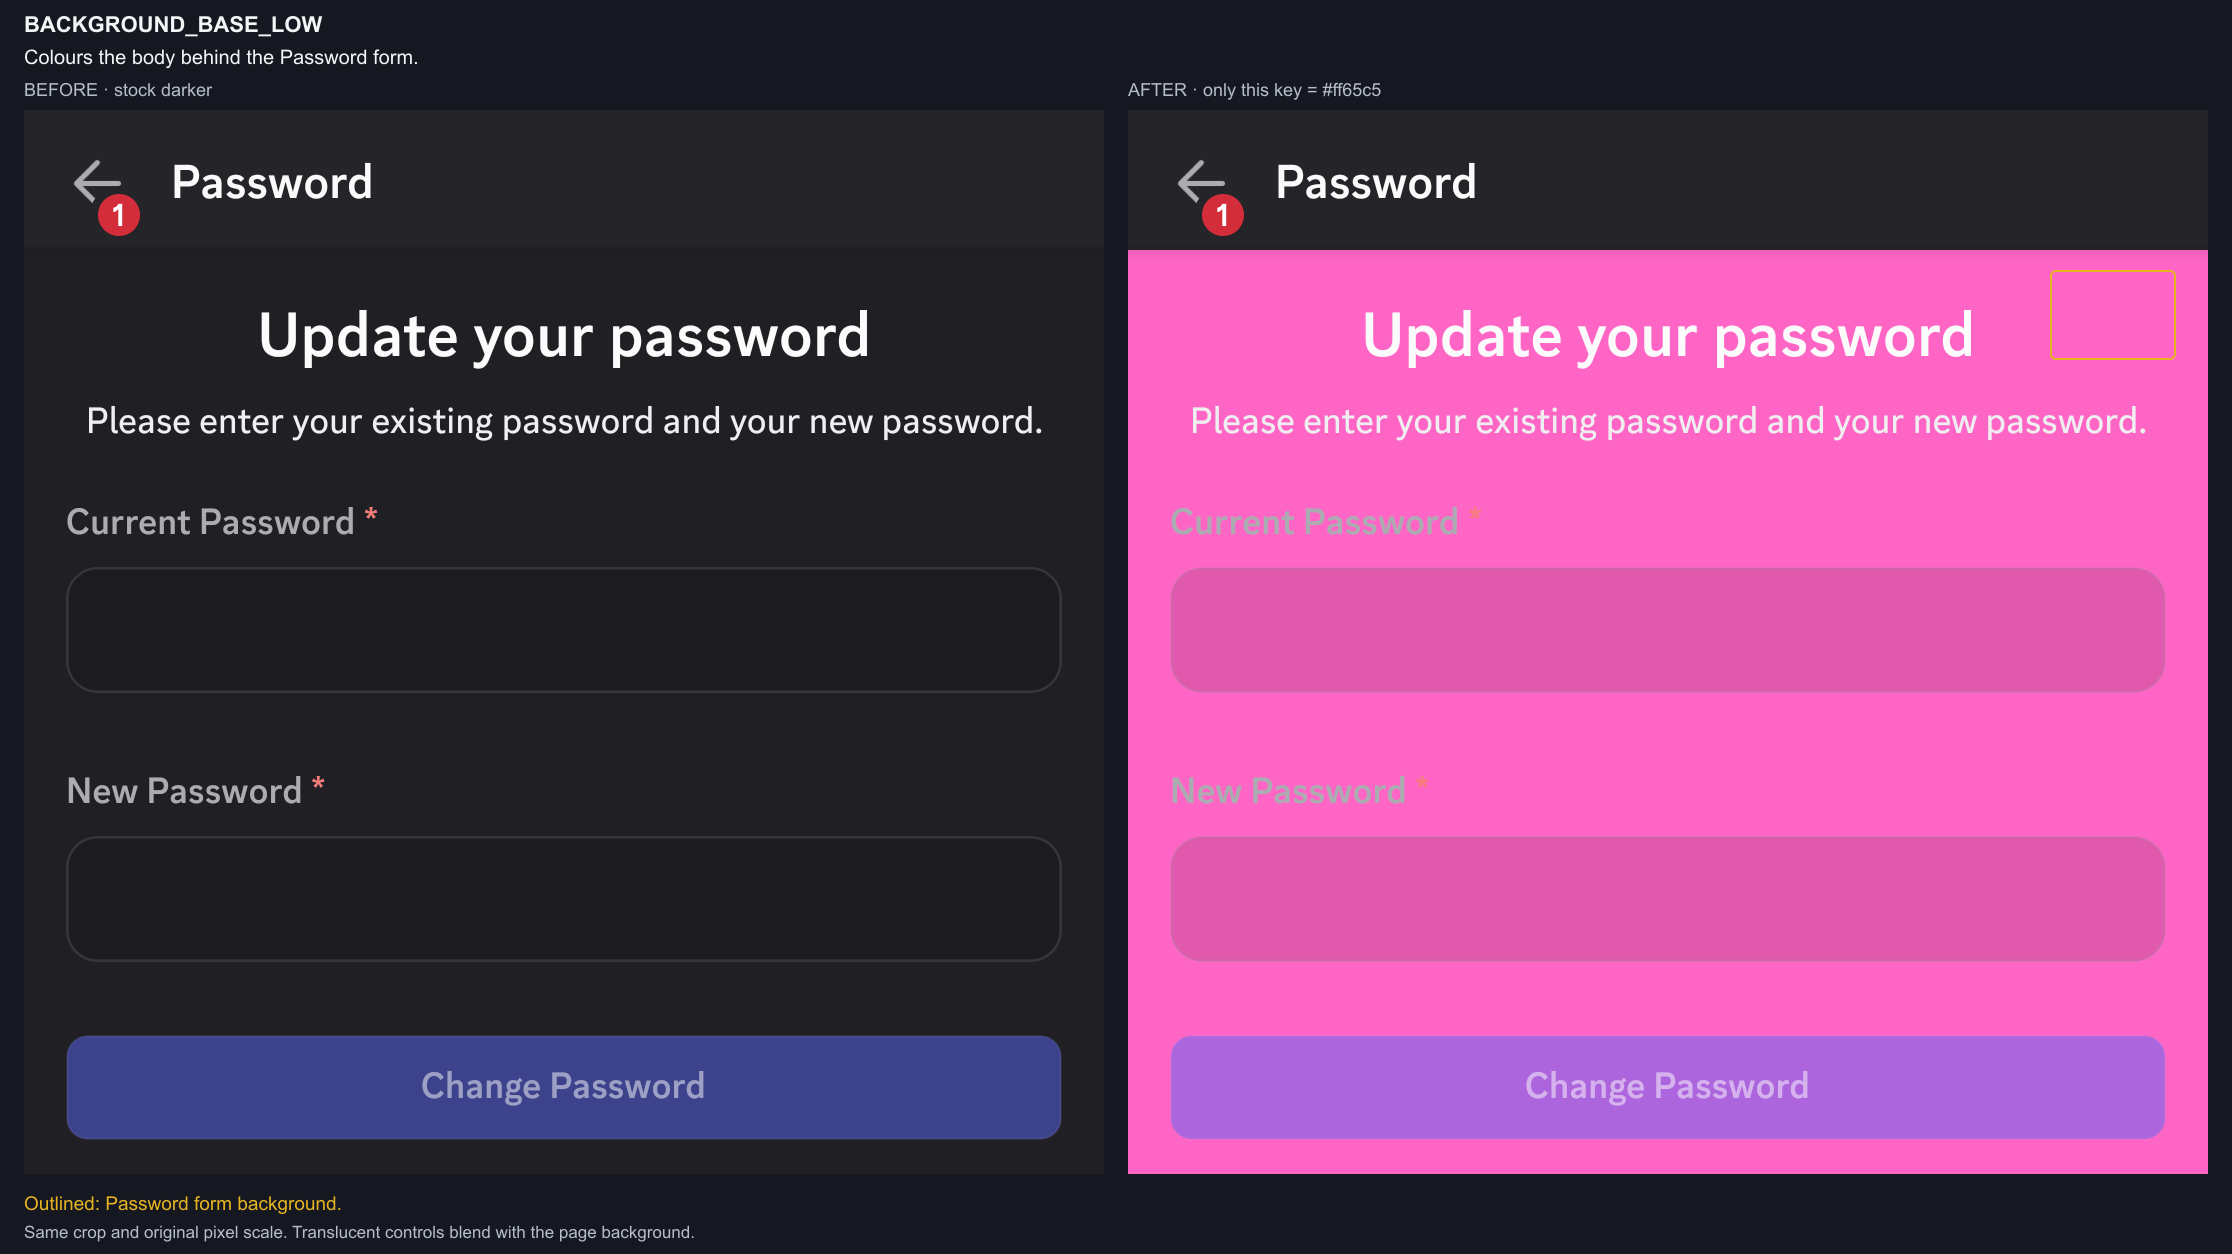 BACKGROUND_BASE_LOW
Colours the body behind the Password form.
BEFORE · stock darker
Password
1
Update your password
Please enter your existing password and your new password.
Current Password *
New Password *
Change Password
AFTER · only this key = #ff65c5
Password
1
Update your password
Please enter your existing password and your new password.
Current Password *
New Password *
Change Password
Outlined: Password form background.
Same crop and original pixel scale. Translucent controls blend with the page background.